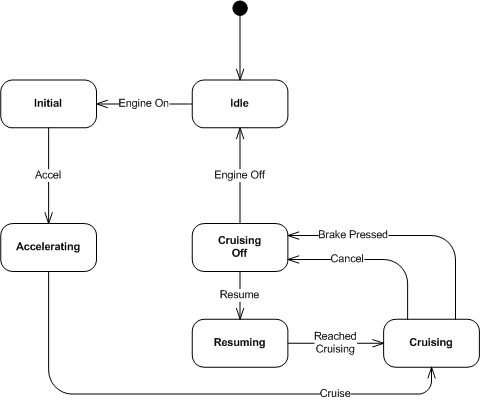 Initial
Engine On
Idle
Accel
Engine Off
Accelerating
Cruising
Off
Brake Pressed
Cancel
Resume
Resuming
Reached
Cruising
Cruising
Cruise